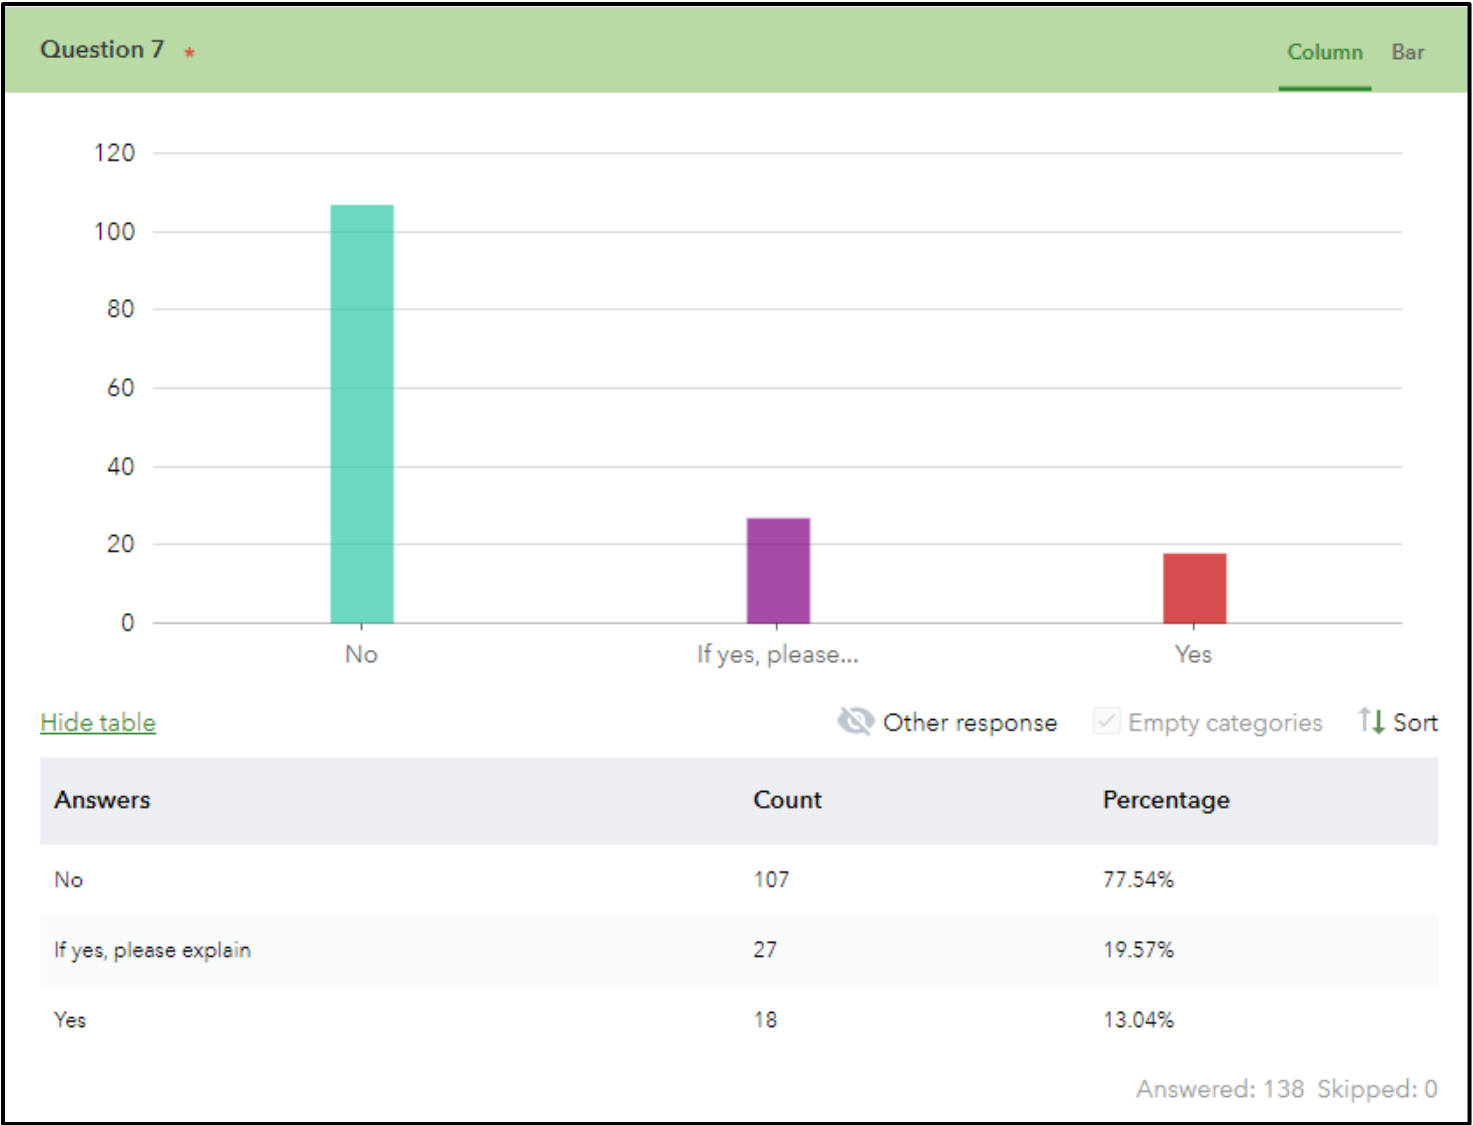 Question 7 *
Column Bar
120
100
80
60
40
20
0
No If yes, please... Yes
Hide table Other response Empty categories Sort
Answers Count Percentage
No 107 77.54%
If yes, please explain 27 19.57%
Yes 18 13.04%
Answered: 138 Skipped: 0